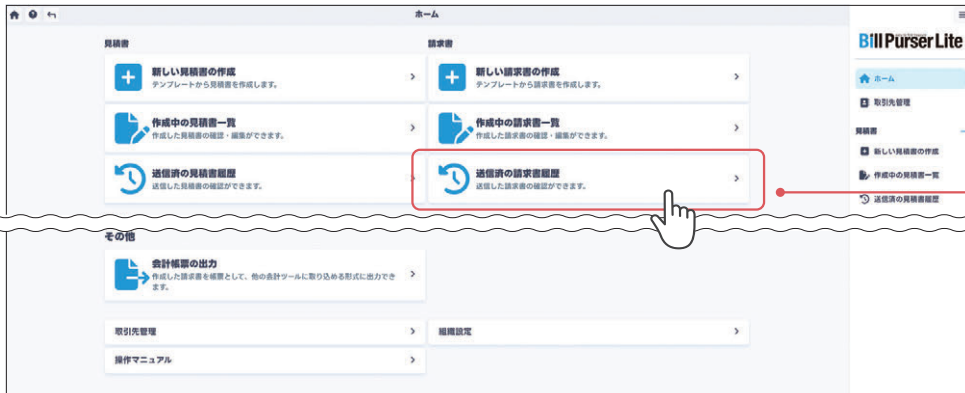 ホーム
見積書
新しい見積書の作成
テンプレートから見積書を作成します。
作成中の見積書一覧
作成した見積書の確認・編集ができます。
送信済の見積書履歴
送信した見積書の確認ができます。
請求書
新しい請求書の作成
テンプレートから請求書を作成します。
作成中の請求書一覧
作成した請求書の確認・編集ができます。
送信済の請求書履歴
送信した請求書の確認ができます。
その他
会計帳票の出力
作成した請求書を帳票として、他の会計ツールに取り込める形式に出力でき
ます。
取引先管理
組織設定
操作マニュアル
Bill Purser Lite
ホーム
取引先管理
見積書
新しい見積書の作成
作成中の見積書一覧
送信済の見積書履歴